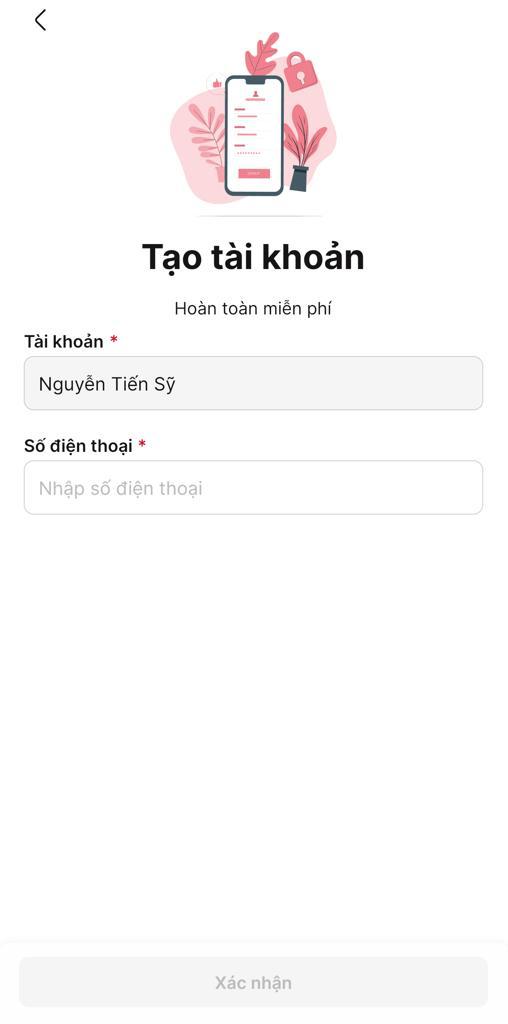 Tạo tài khoản
Hoàn toàn miễn phí
Tài khoản *
Nguyễn Tiến Sỹ
Số điện thoại *
Nhập số điện thoại
Xác nhận